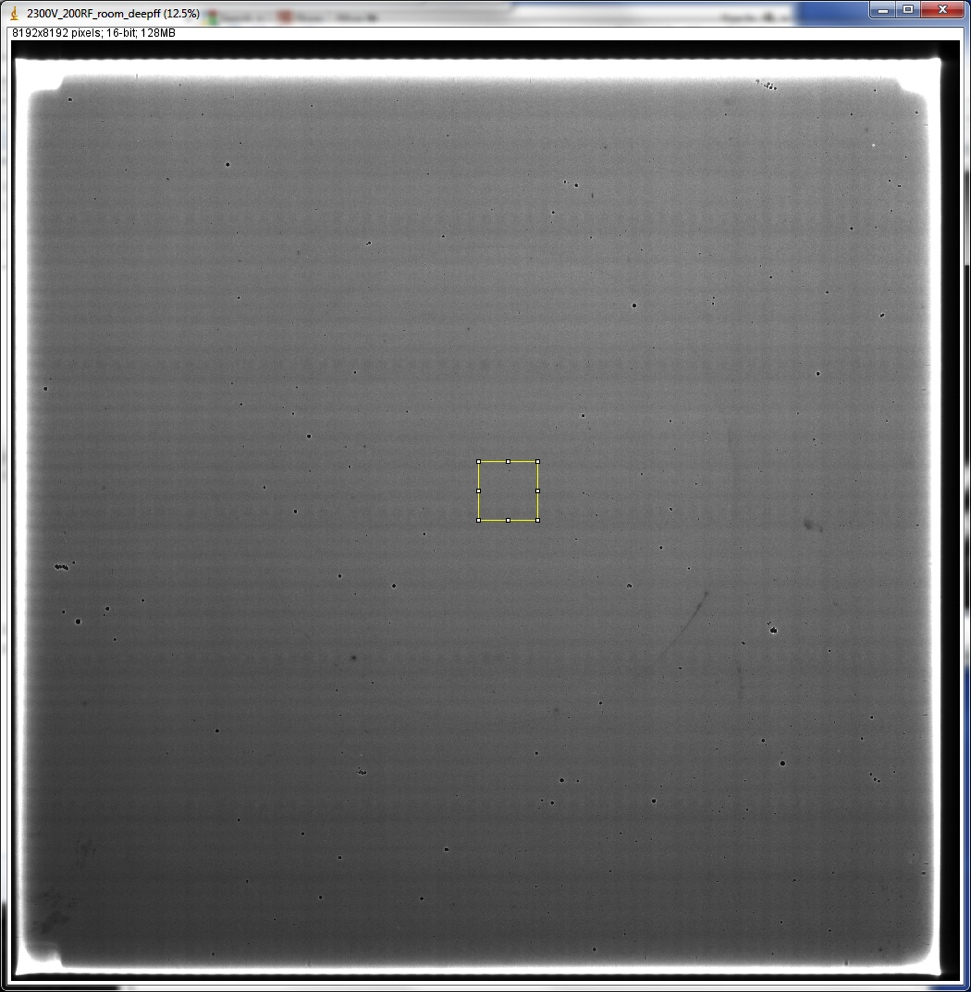 2300V_200RF_room_deepff (12.5%)
8192x8192 pixels; 16-bit; 128MB